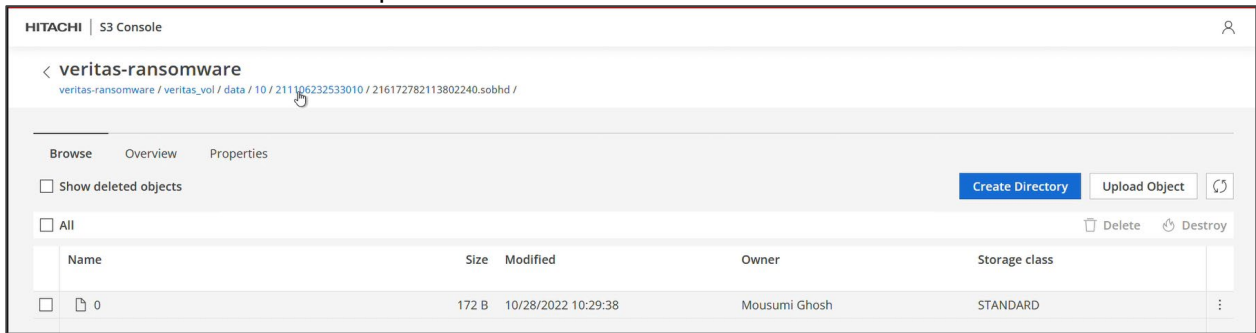 HITACHI | S3 Console
< veritas-ransomware
veritas-ransomware / veritas_vol / data / 10 / 211106232533010 / 216172782113802240.sobhd /
Browse Overview Properties
Show deleted objects Create Directory Upload Object
All Delete Destroy
Name Size Modified Owner Storage class
0 172 B 10/28/2022 10:29:38 Mousumi Ghosh STANDARD